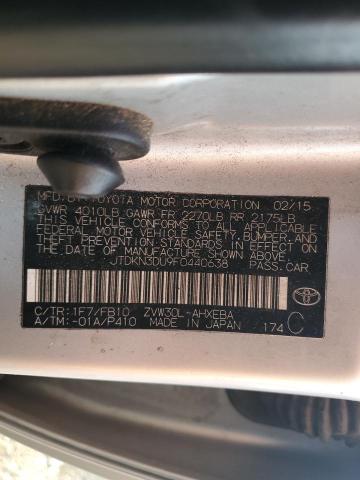 MFD. BY: TOYOTA MOTOR CORPORATION 02/15
GVWR 4010LB GAWR FR 2270LB RR 2175LB
THIS VEHICLE CONFORMS TO ALL APPLICABLE
FEDERAL MOTOR VEHICLE SAFETY, BUMPER, AND
THEFT PREVENTION STANDARDS IN EFFECT ON
THE DATE OF MANUFACTURE SHOWN ABOVE.
JTDKN3DU9F0440638 PASS.CAR
C/TR: 1F7/FB10 ZVW30L-AHXEBA
A/TM: -01A/P410 MADE IN JAPAN 174 C
TOYOTA